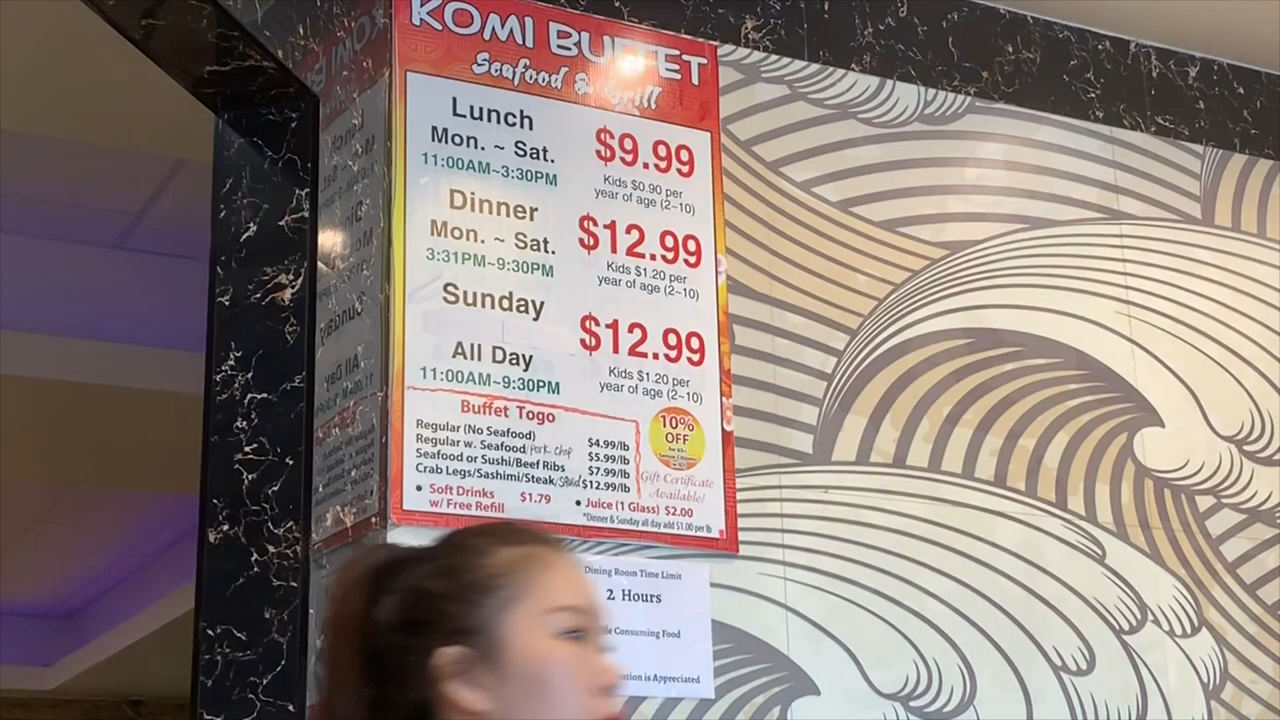 KOMI BUFFET
Seafood & Grill
Lunch
Mon. ~ Sat.
11:00AM~3:30PM
$9.99
Kids $0.90 per
year of age (2~10)
Dinner
Mon. ~ Sat.
3:31PM~9:30PM
$12.99
Kids $1.20 per
year of age (2~10)
Sunday
All Day
11:00AM~9:30PM
$12.99
Kids $1.20 per
year of age (2~10)
Buffet Togo
Regular (No Seafood) $4.99/lb
Regular w. Seafood/pork chop $5.99/lb
Seafood or Sushi/Beef Ribs $7.99/lb
Crab Legs/Sashimi/Steak/squid $12.99/lb
10%
OFF
for 65+
Senior Citizens
Gift Certificate
Available!
• Soft Drinks $1.79
w/ Free Refill
• Juice (1 Glass) $2.00
*Dinner & Sunday all day add $1.00 per lb
Dining Room Time Limit
2 Hours
Consuming Food
is Appreciated